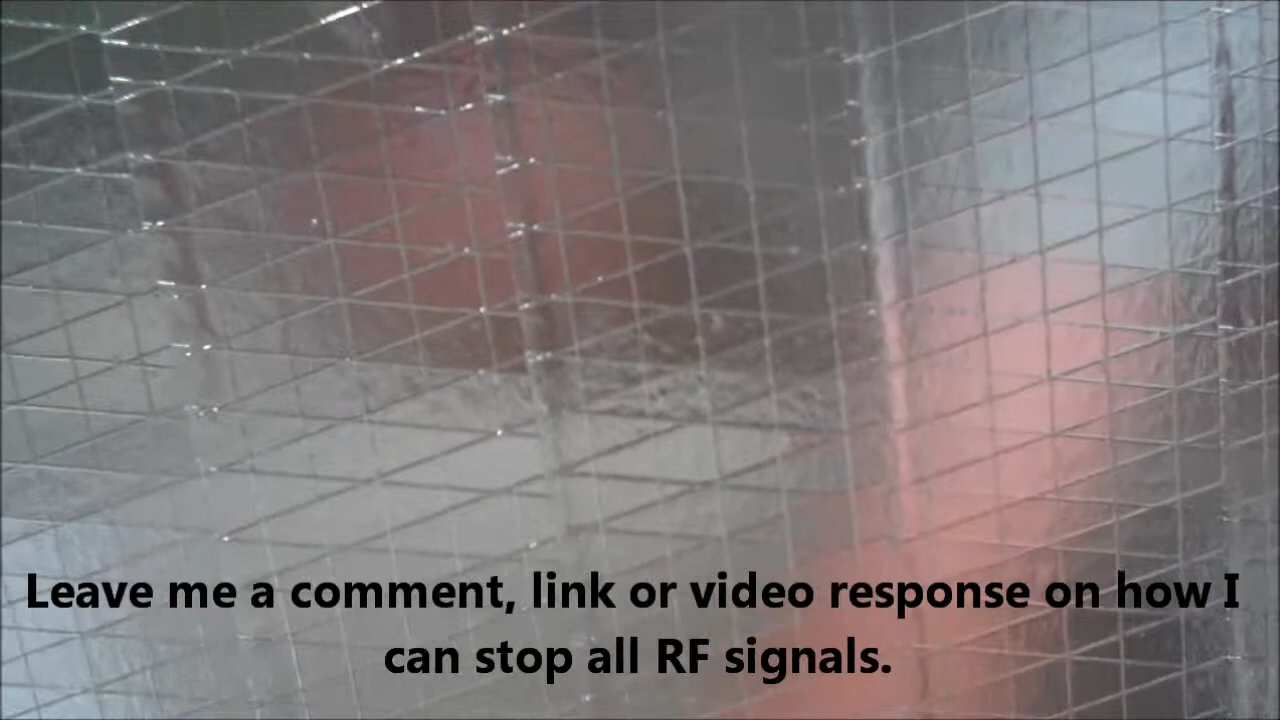 Leave me a comment, link or video response on how I
can stop all RF signals.